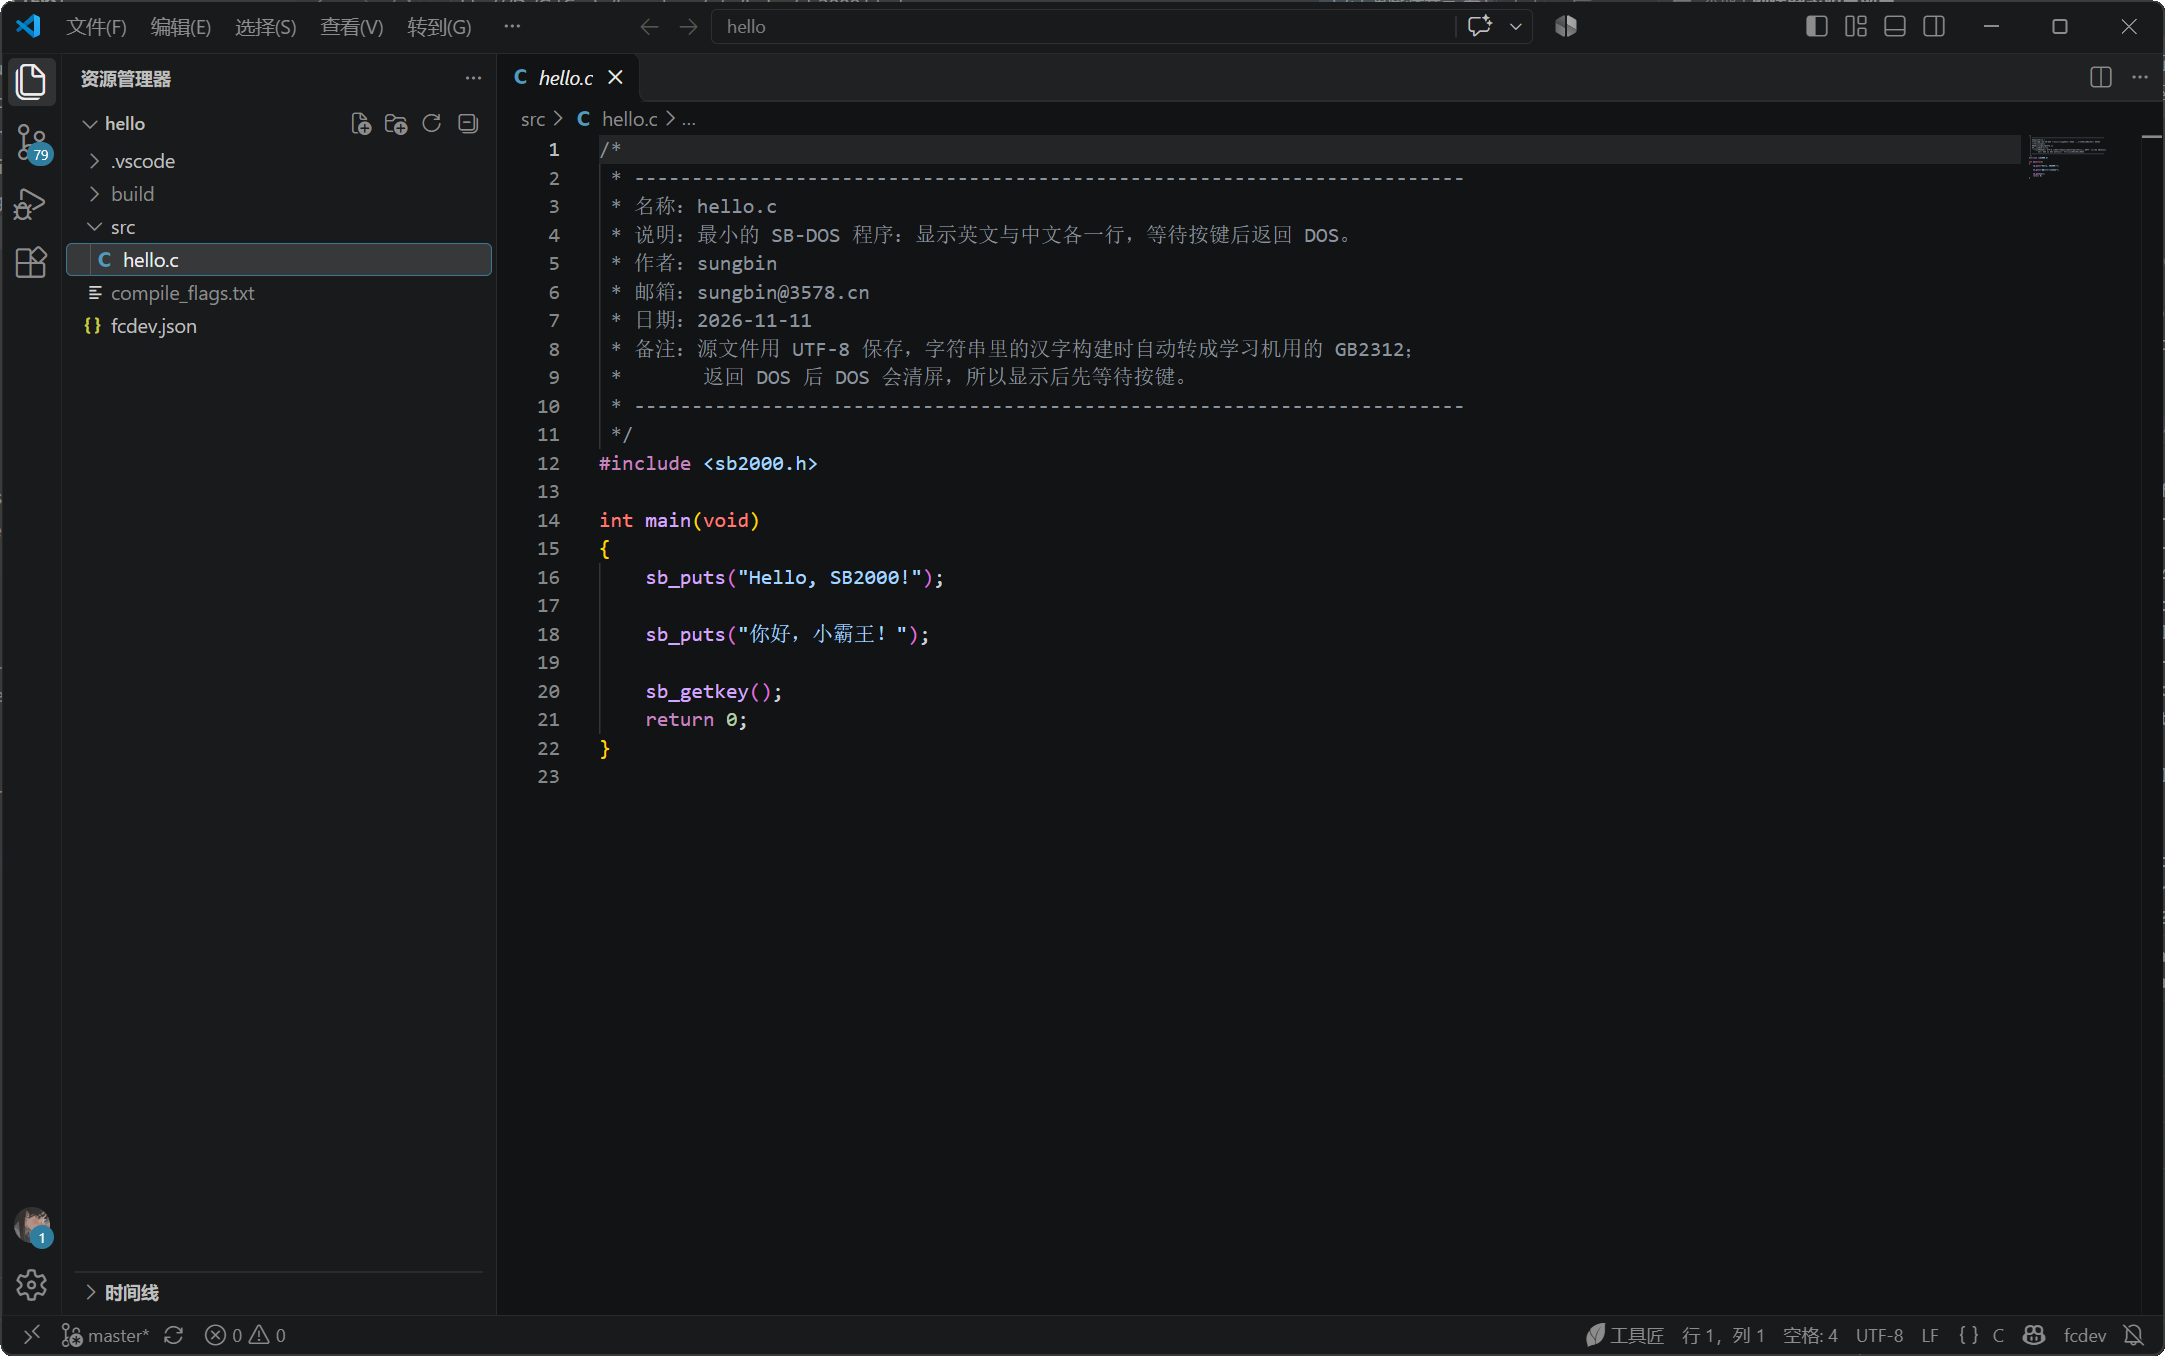 文件(F) 编辑(E) 选择(S) 查看(V) 转到(G) ···
hello
资源管理器 ···
hello
.vscode
build
src
C hello.c
compile_flags.txt
{} fcdev.json
时间线
C hello.c
src > C hello.c > ...
1 /*
2  * -----------------------------------------------------------------------
3  * 名称：hello.c
4  * 说明：最小的 SB-DOS 程序：显示英文与中文各一行，等待按键后返回 DOS。
5  * 作者：sungbin
6  * 邮箱：sungbin@3578.cn
7  * 日期：2026-11-11
8  * 备注：源文件用 UTF-8 保存，字符串里的汉字构建时自动转成学习机用的 GB2312；
9  *       返回 DOS 后 DOS 会清屏，所以显示后先等待按键。
10  * -----------------------------------------------------------------------
11  */
12 #include <sb2000.h>
13
14 int main(void)
15 {
16     sb_puts("Hello, SB2000!");
17
18     sb_puts("你好，小霸王！");
19
20     sb_getkey();
21     return 0;
22 }
23
79
1
master* 0 0
工具匠 行 1，列 1 空格: 4 UTF-8 LF {} C fcdev